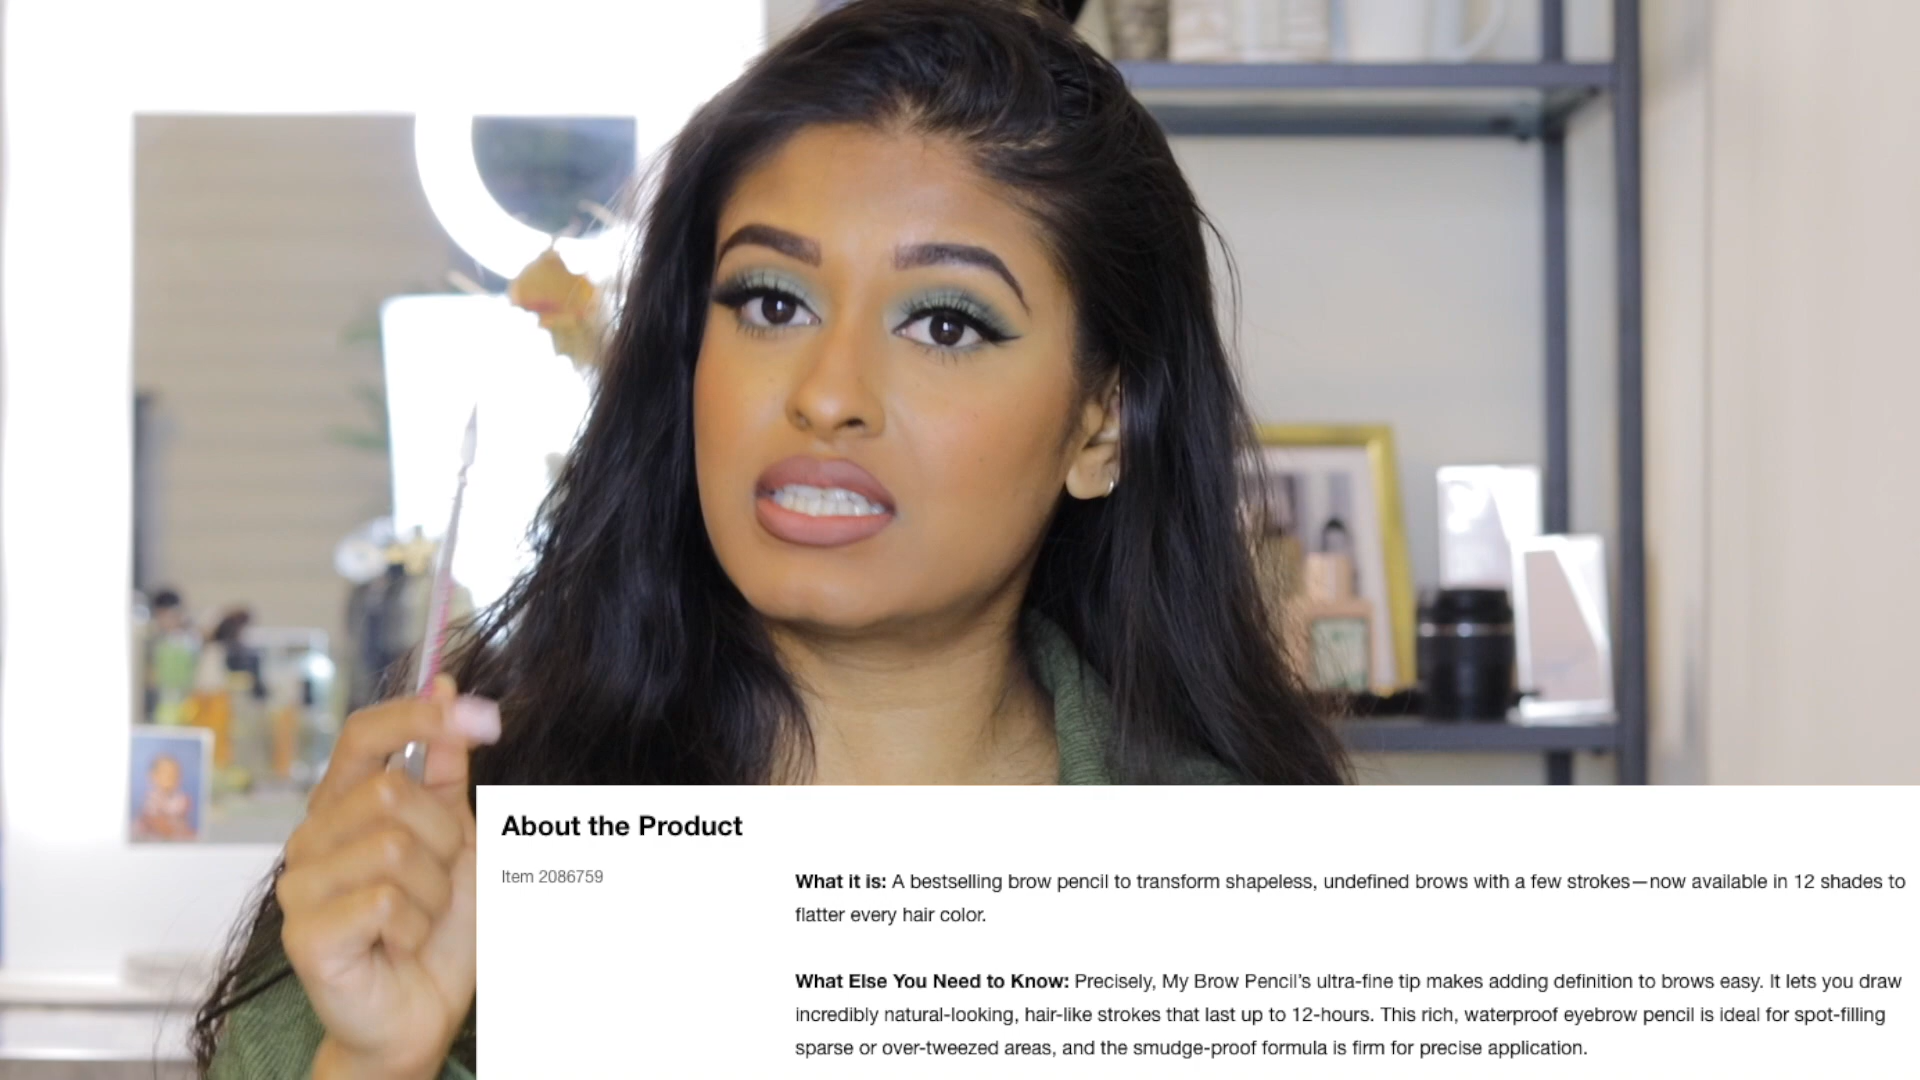 About the Product
Item 2086759
What it is: A bestselling brow pencil to transform shapeless, undefined brows with a few strokes—now available in 12 shades to
flatter every hair color.
What Else You Need to Know: Precisely, My Brow Pencil’s ultra-fine tip makes adding definition to brows easy. It lets you draw
incredibly natural-looking, hair-like strokes that last up to 12-hours. This rich, waterproof eyebrow pencil is ideal for spot-filling
sparse or over-tweezed areas, and the smudge-proof formula is firm for precise application.